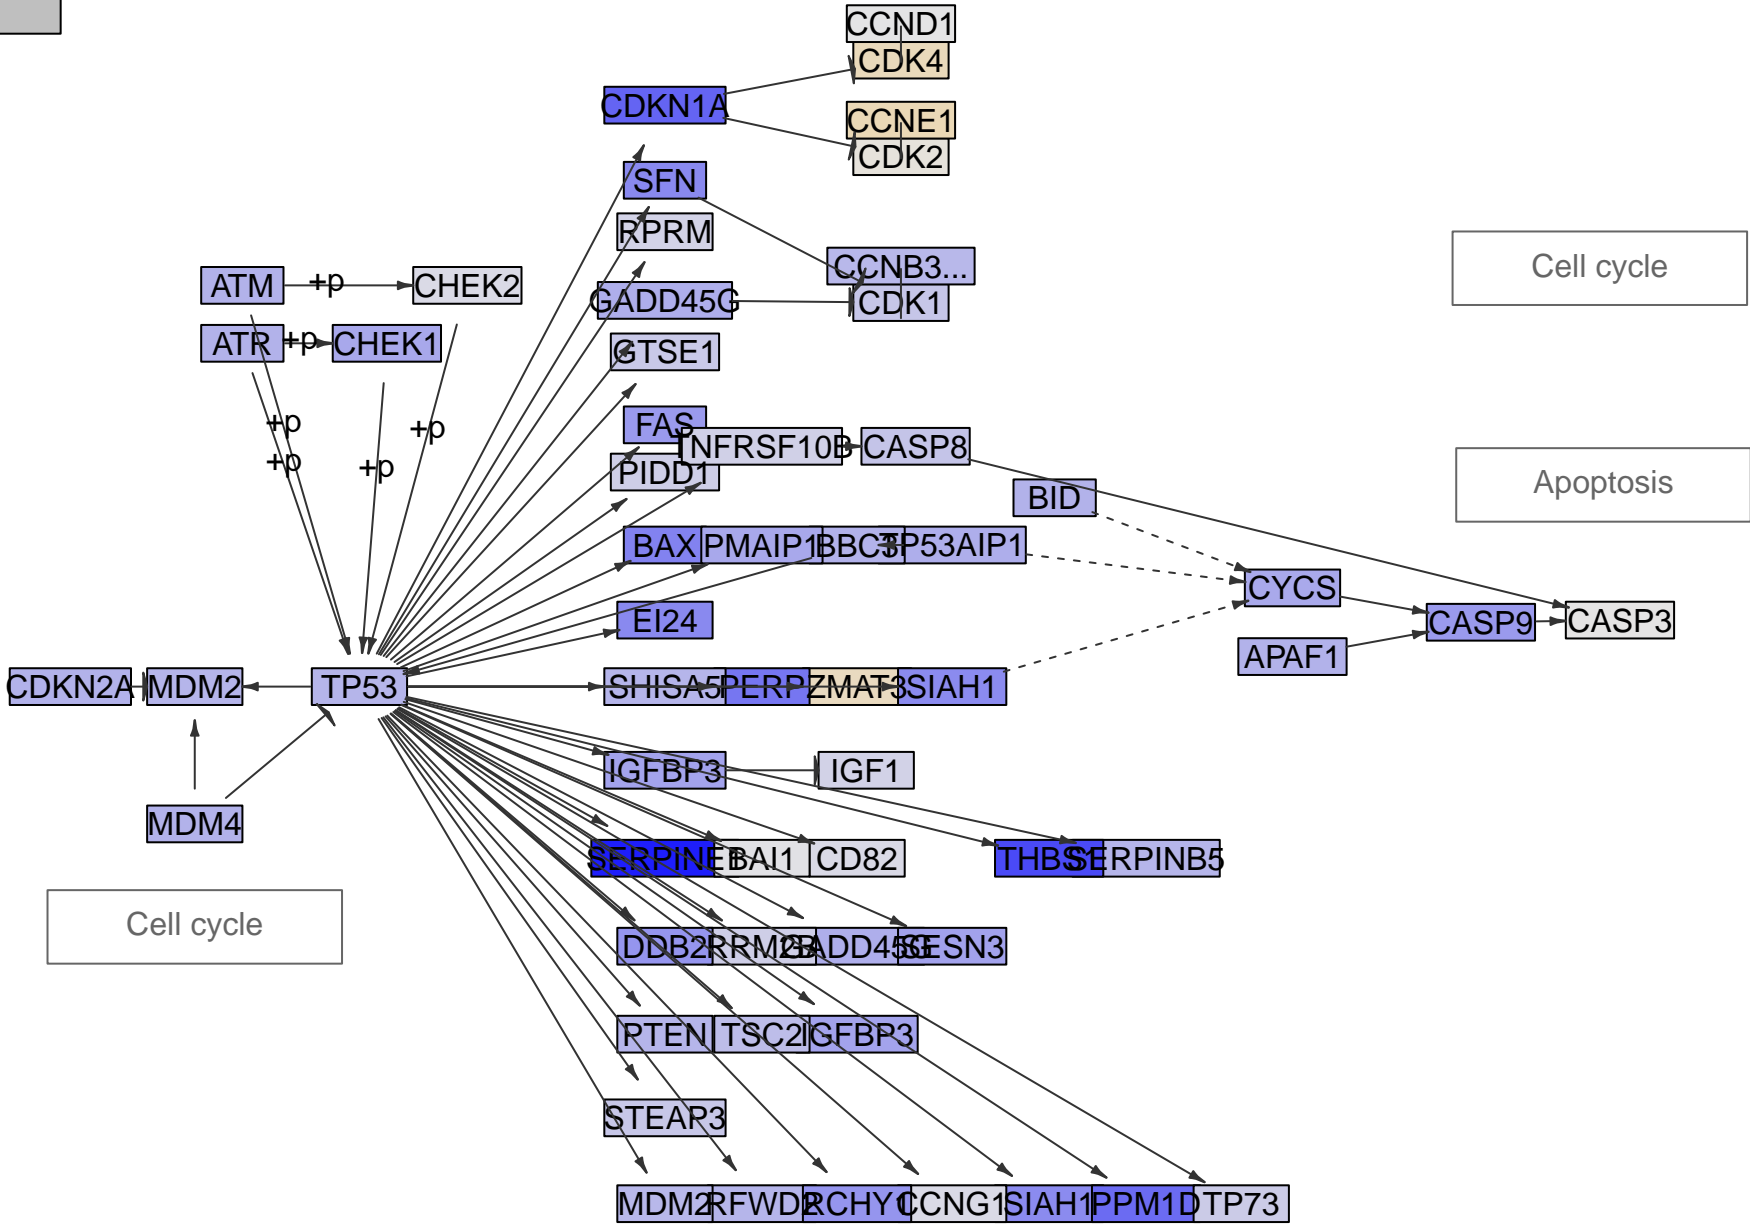 CCND1
CDK4
CDKN1A
CCNE1
CDK2
SFN
RPRM
CCNB3...
Cell cycle
ATM
+p
CHEK2
GADD45G
CDK1
ATR
+p
CHEK1
GTSE1
+p
+p
FAS
TNFRSF10B
CASP8
+p
+p
PIDD1
BID
Apoptosis
BAX
PMAIP1
BBC3
TP53AIP1
CYCS
EI24
CASP9
CASP3
APAF1
CDKN2A
MDM2
TP53
SHISA5
PERP
ZMAT3
SIAH1
IGFBP3
IGF1
MDM4
SERPINE1
BAI1
CD82
THBS1
SERPINB5
Cell cycle
DDB2
RRM2B
GADD45G
SESN3
PTEN
TSC2
IGFBP3
STEAP3
MDM2
RFWD2
RCHY1
CCNG1
SIAH1
PPM1D
TP73